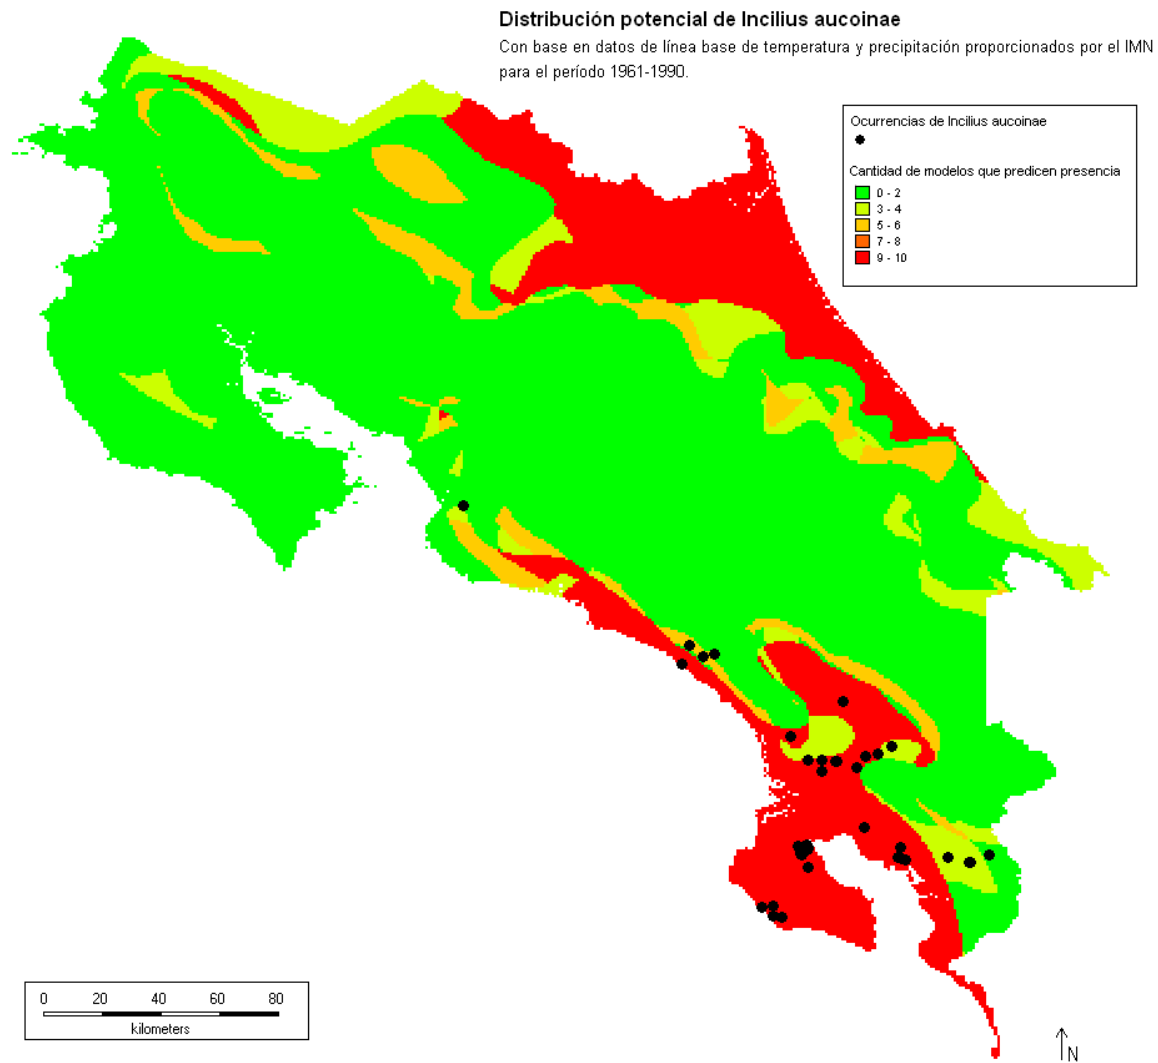 Distribución potencial de Incilius aucoinae
Con base en datos de línea base de temperatura y precipitación proporcionados por el IMN
para el período 1961-1990.
Ocurrencias de Incilius aucoinae
Cantidad de modelos que predicen presencia
0 - 2
3 - 4
5 - 6
7 - 8
9 - 10
0 20 40 60 80
kilometers
N